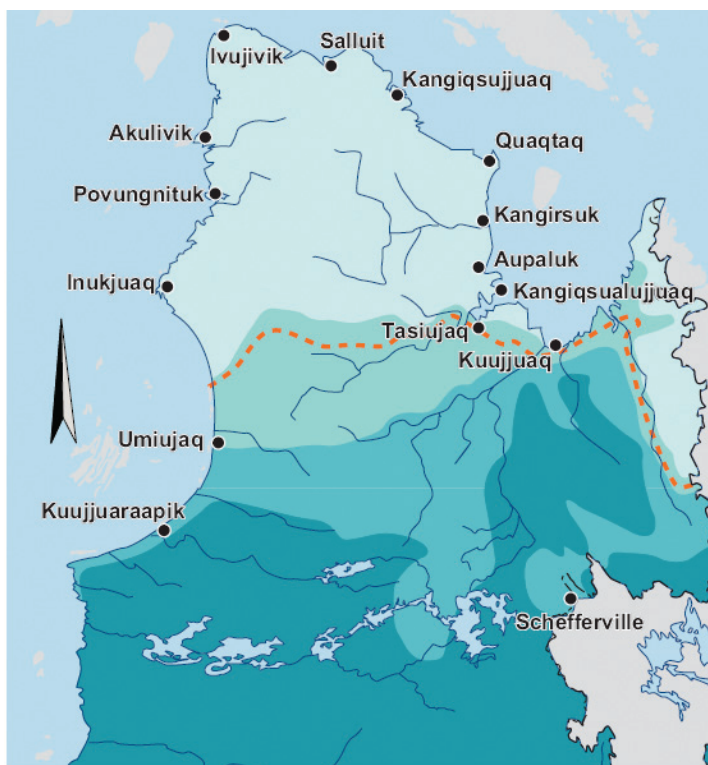 Ivujivik
Salluit
Kangiqsujjuaq
Akulivik
Quaqtaq
Povungnituk
Kangirsuk
Aupaluk
Inukjuaq
Kangiqsualujjuaq
Tasiujaq
Kuujjuaq
Umiujaq
Kuujjuaraapik
Schefferville